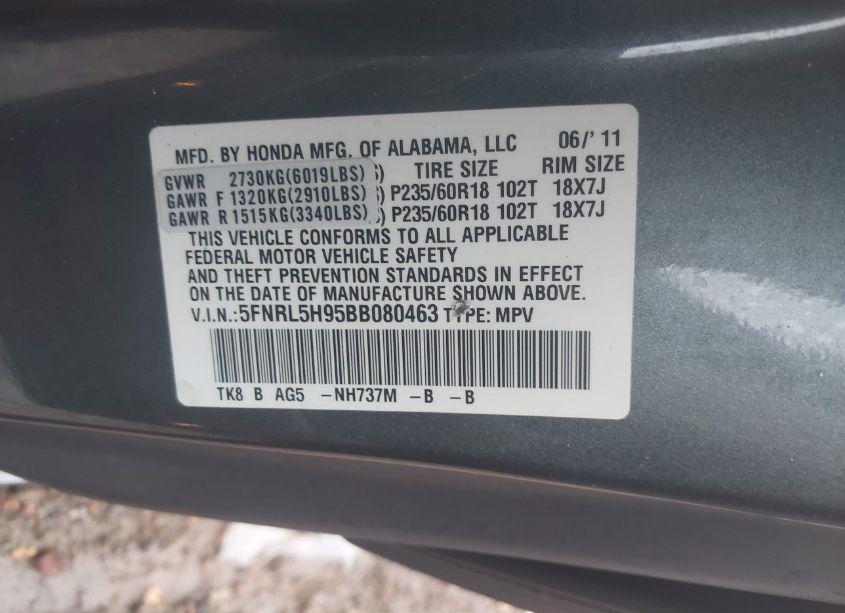 MFD. BY HONDA MFG. OF ALABAMA, LLC 06/' 11
GVWR 2730KG(6019LBS) TIRE SIZE RIM SIZE
GAWR F 1320KG(2910LBS) P235/60R18 102T 18X7J
GAWR R 1515KG(3340LBS) P235/60R18 102T 18X7J
THIS VEHICLE CONFORMS TO ALL APPLICABLE
FEDERAL MOTOR VEHICLE SAFETY
AND THEFT PREVENTION STANDARDS IN EFFECT
ON THE DATE OF MANUFACTURE SHOWN ABOVE.
V.I.N.:5FNRL5H95BB080463 TYPE: MPV
TK8 B AG5 -NH737M -B -B